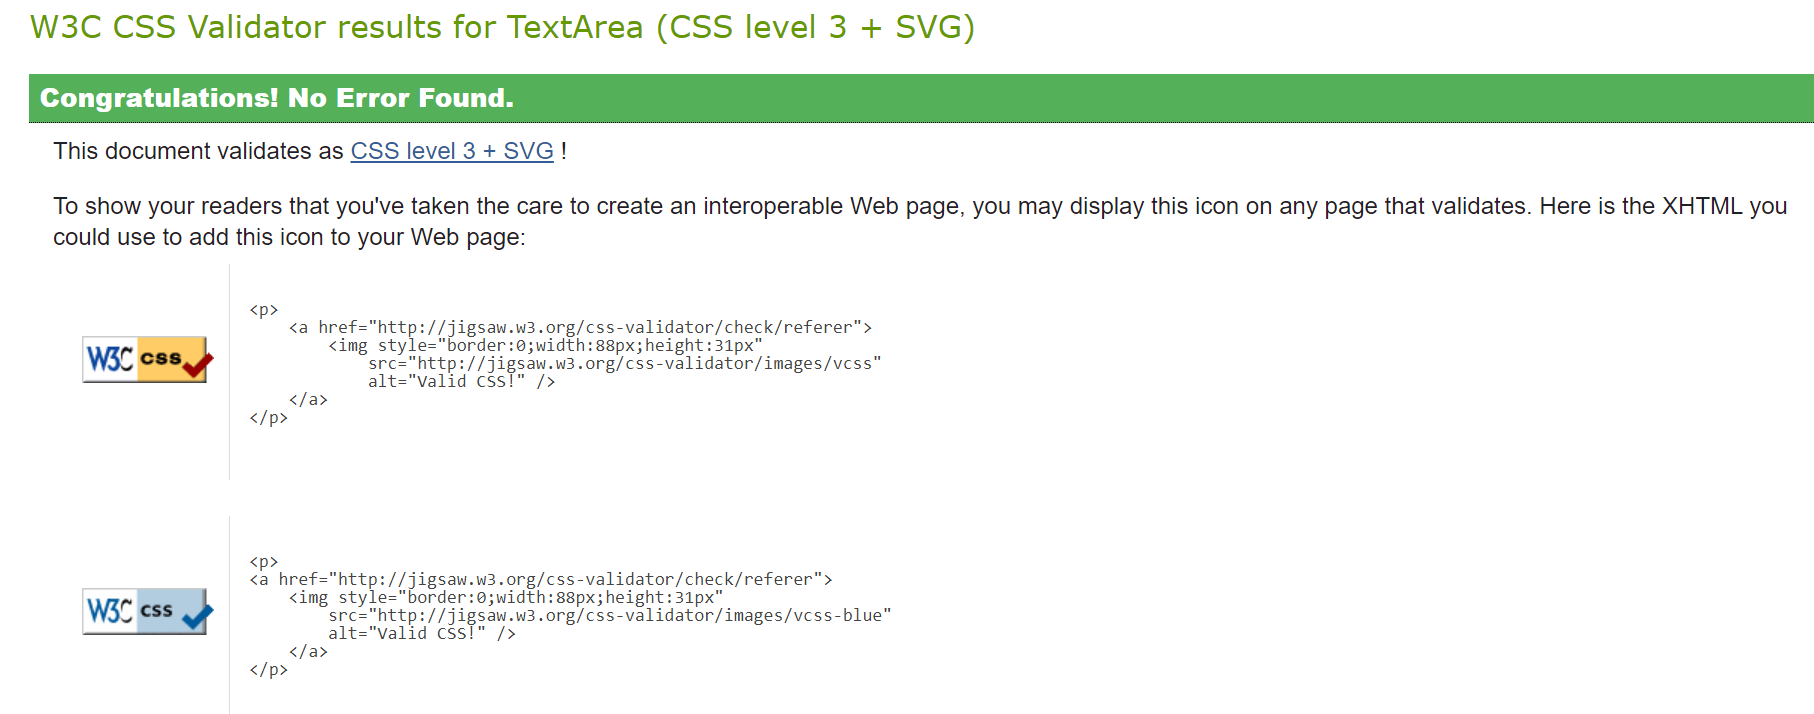 W3C CSS Validator results for TextArea (CSS level 3 + SVG)
Congratulations! No Error Found.
This document validates as CSS level 3 + SVG !
To show your readers that you've taken the care to create an interoperable Web page, you may display this icon on any page that validates. Here is the XHTML you
could use to add this icon to your Web page:
W3C css
<p>
    <a href="http://jigsaw.w3.org/css-validator/check/referer">
        <img style="border:0;width:88px;height:31px"
            src="http://jigsaw.w3.org/css-validator/images/vcss"
            alt="Valid CSS!" />
    </a>
</p>
W3C css
<p>
<a href="http://jigsaw.w3.org/css-validator/check/referer">
    <img style="border:0;width:88px;height:31px"
        src="http://jigsaw.w3.org/css-validator/images/vcss-blue"
        alt="Valid CSS!" />
    </a>
</p>